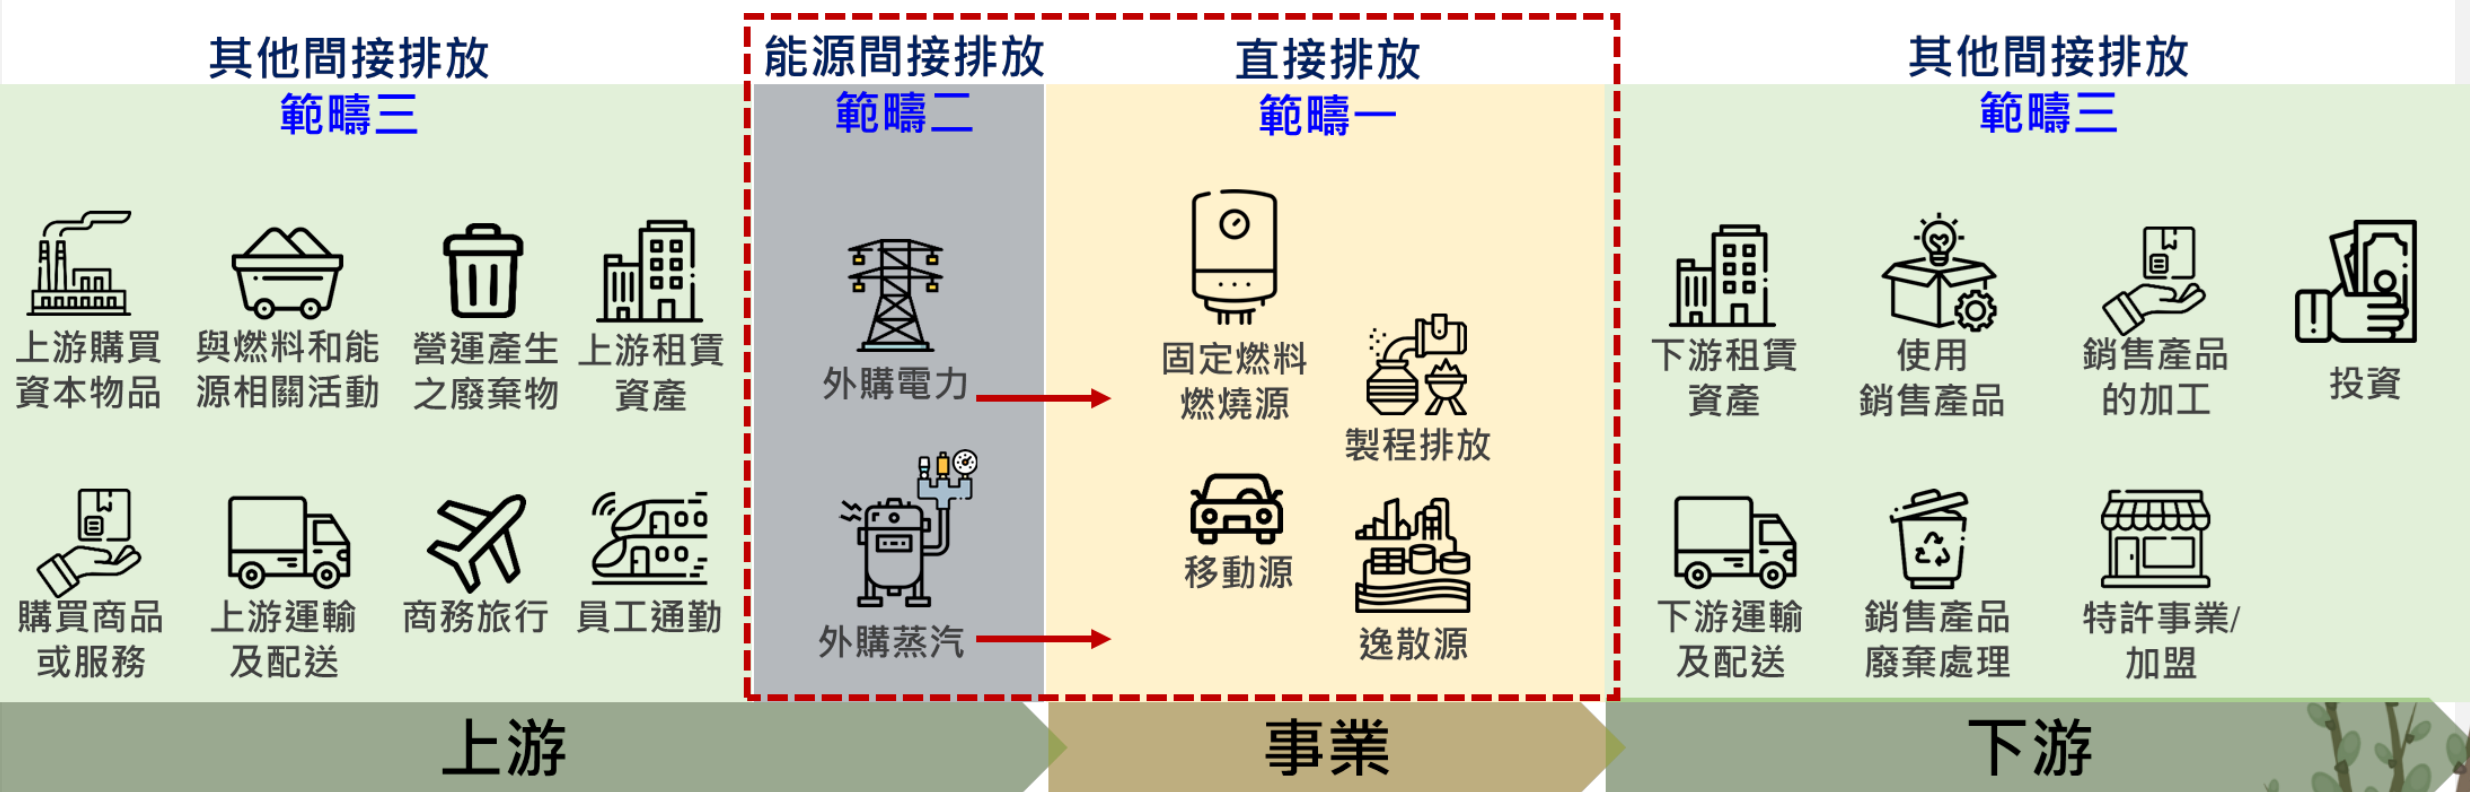 其他間接排放
範疇三
能源間接排放
範疇二
直接排放
範疇一
其他間接排放
範疇三
上游購買
資本物品
與燃料和能
源相關活動
營運產生
之廢棄物
上游租賃
資產
購買商品
或服務
上游運輸
及配送
商務旅行
員工通勤
外購電力
外購蒸汽
固定燃料
燃燒源
製程排放
移動源
逸散源
下游租賃
資產
使用
銷售產品
銷售產品
的加工
投資
下游運輸
及配送
銷售產品
廢棄處理
特許事業/
加盟
上游
事業
下游